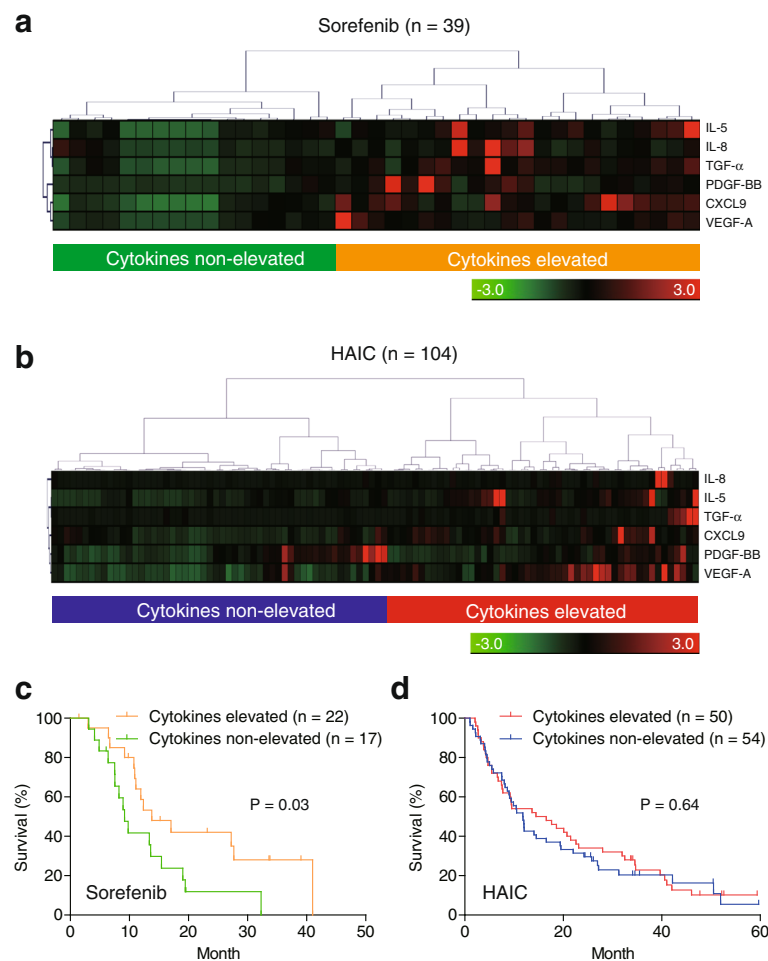 a
Sorefenib (n = 39)
IL-5
IL-8
TGF-α
PDGF-BB
CXCL9
VEGF-A
Cytokines non-elevated
Cytokines elevated
-3.0 3.0
b
HAIC (n = 104)
IL-8
IL-5
TGF-α
CXCL9
PDGF-BB
VEGF-A
Cytokines non-elevated
Cytokines elevated
-3.0 3.0
c
Cytokines elevated (n = 22)
Cytokines non-elevated (n = 17)
100
80
60
40
20
0
Survival (%)
P = 0.03
Sorefenib
0 10 20 30 40 50
Month
d
Cytokines elevated (n = 50)
Cytokines non-elevated (n = 54)
100
80
60
40
20
0
Survival (%)
P = 0.64
HAIC
0 20 40 60
Month